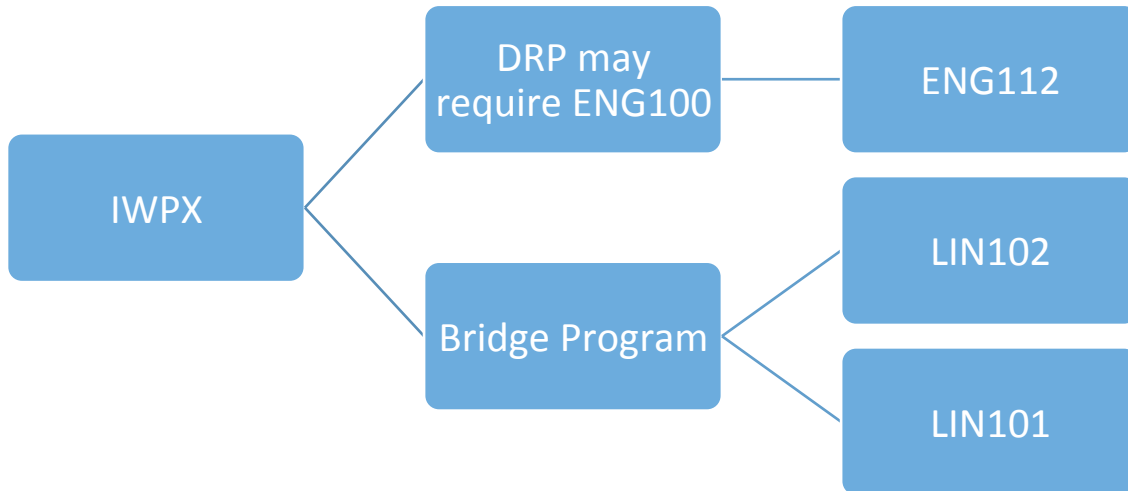 IWPX
DRP may
require ENG100
ENG112
Bridge Program
LIN102
LIN101